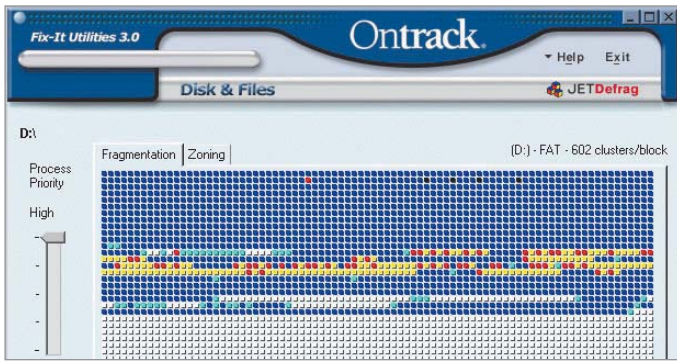 Fix-It Utilities 3.0
Ontrack.
Help Exit
Disk & Files
JETDefrag
D:\
Fragmentation Zoning
(D:) - FAT - 602 clusters/block
Process
Priority
High